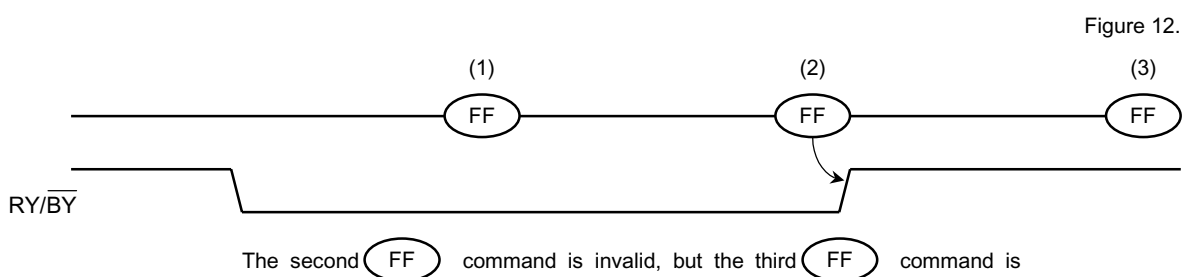 Figure 12.
(1) (2) (3)
FF FF FF
RY/BY
The second FF command is invalid, but the third FF command is